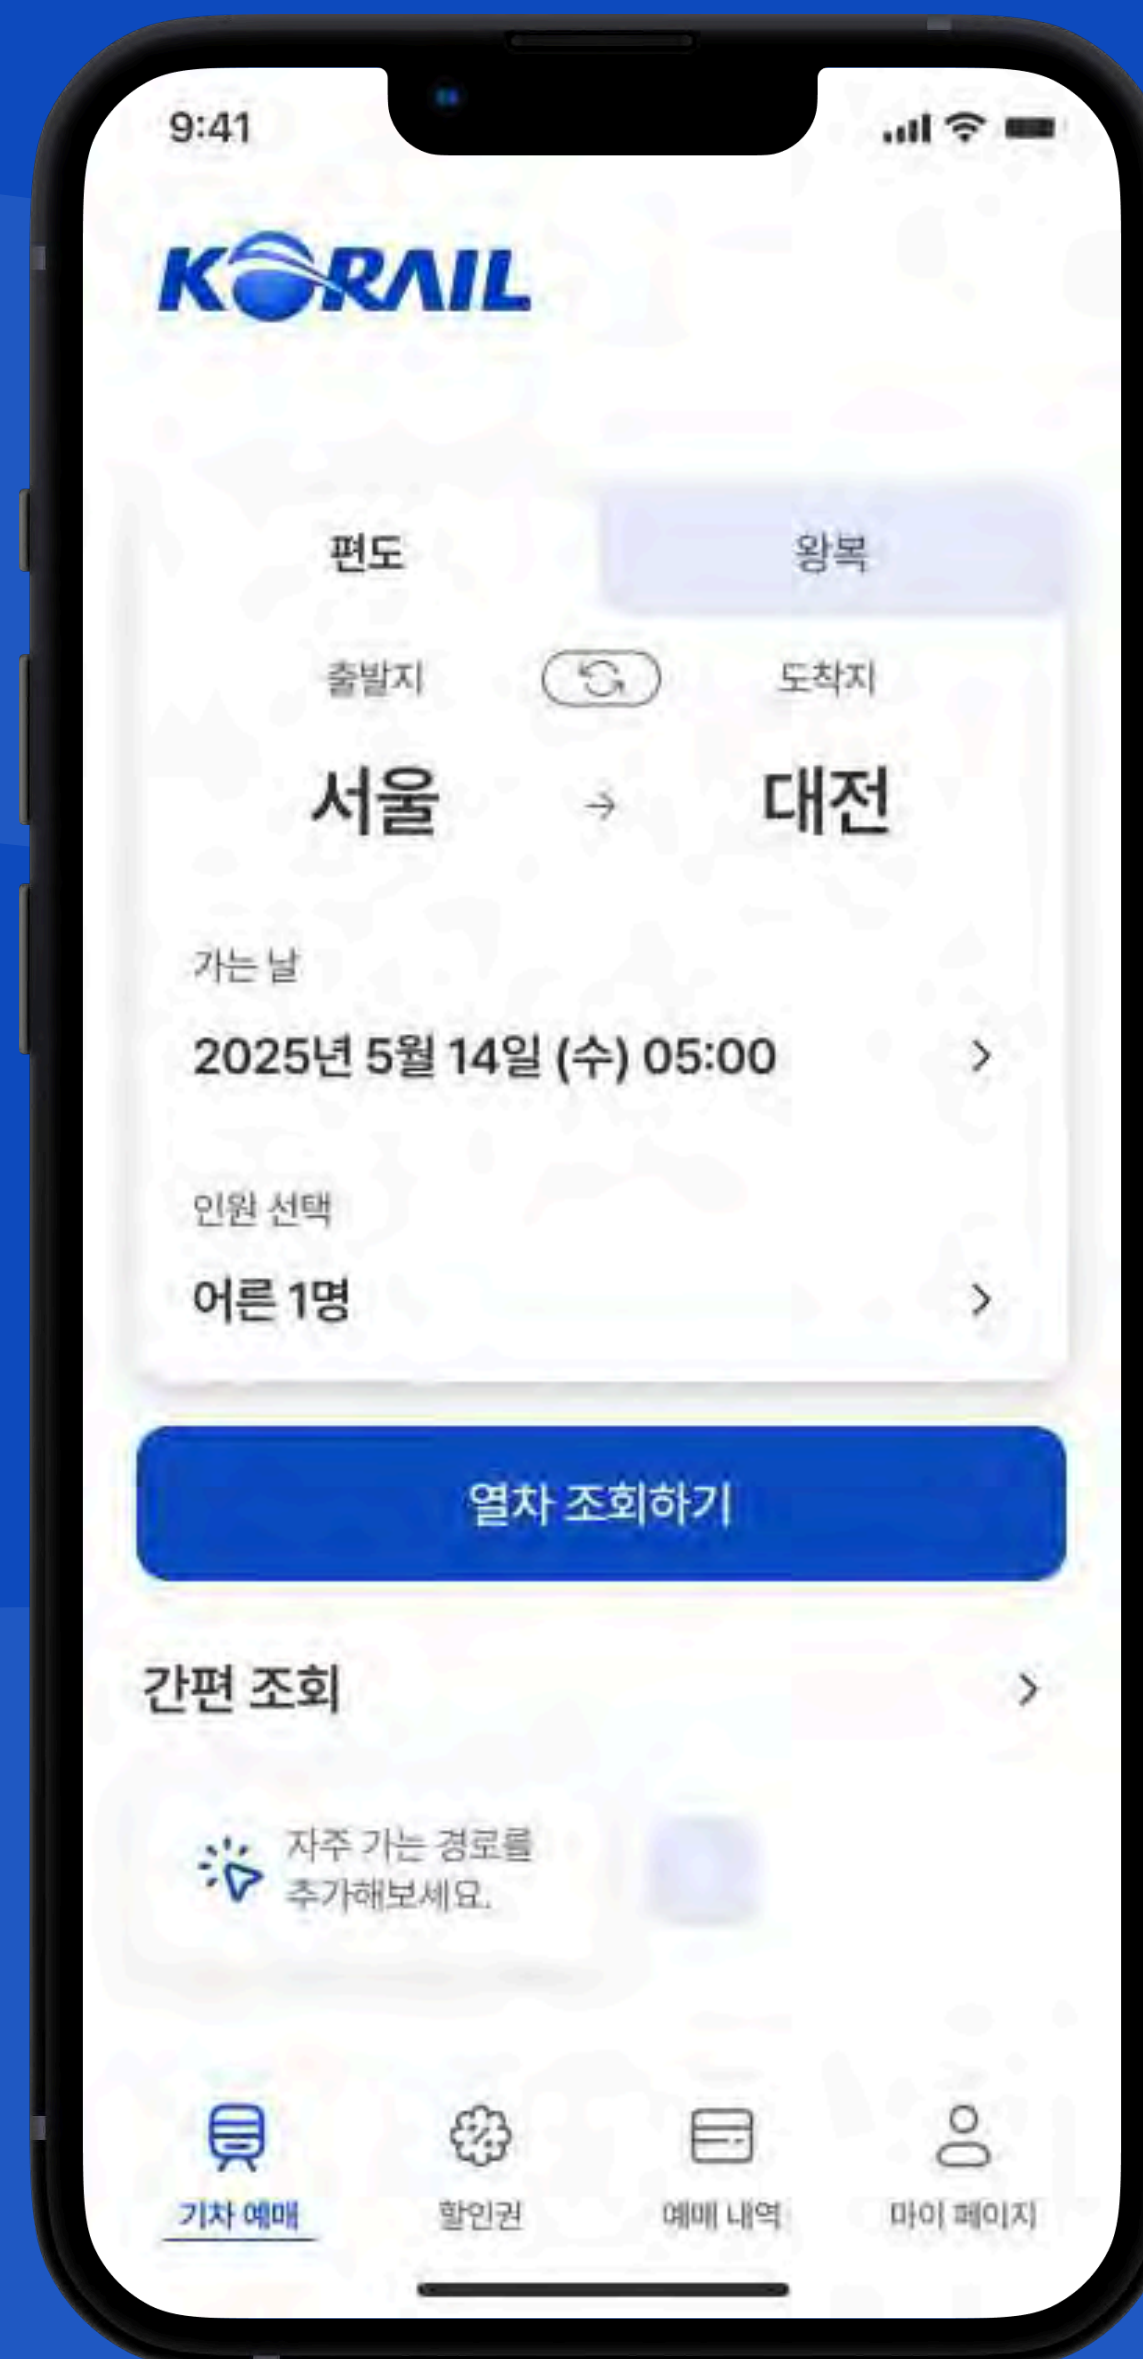 9:41
KORAIL
편도
왕복
출발지
도착지
서울
→
대전
가는 날
2025년 5월 14일 (수) 05:00
인원 선택
어른 1명
열차 조회하기
간편 조회
자주 가는 경로를
추가해보세요.
기차 예매
할인권
예매 내역
마이 페이지